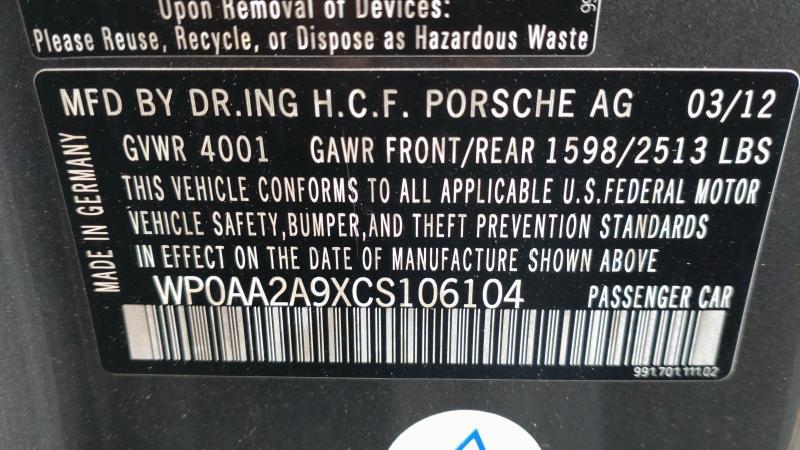 Upon Removal of Devices:
Please Reuse, Recycle, or Dispose as Hazardous Waste
MFD BY DR.ING H.C.F. PORSCHE AG 03/12
GVWR 4001 GAWR FRONT/REAR 1598/2513 LBS
THIS VEHICLE CONFORMS TO ALL APPLICABLE U.S.FEDERAL MOTOR
VEHICLE SAFETY,BUMPER,AND THEFT PREVENTION STANDARDS
IN EFFECT ON THE DATE OF MANUFACTURE SHOWN ABOVE
MADE IN GERMANY
WP0AA2A9XCS106104 PASSENGER CAR
991.701.111.02